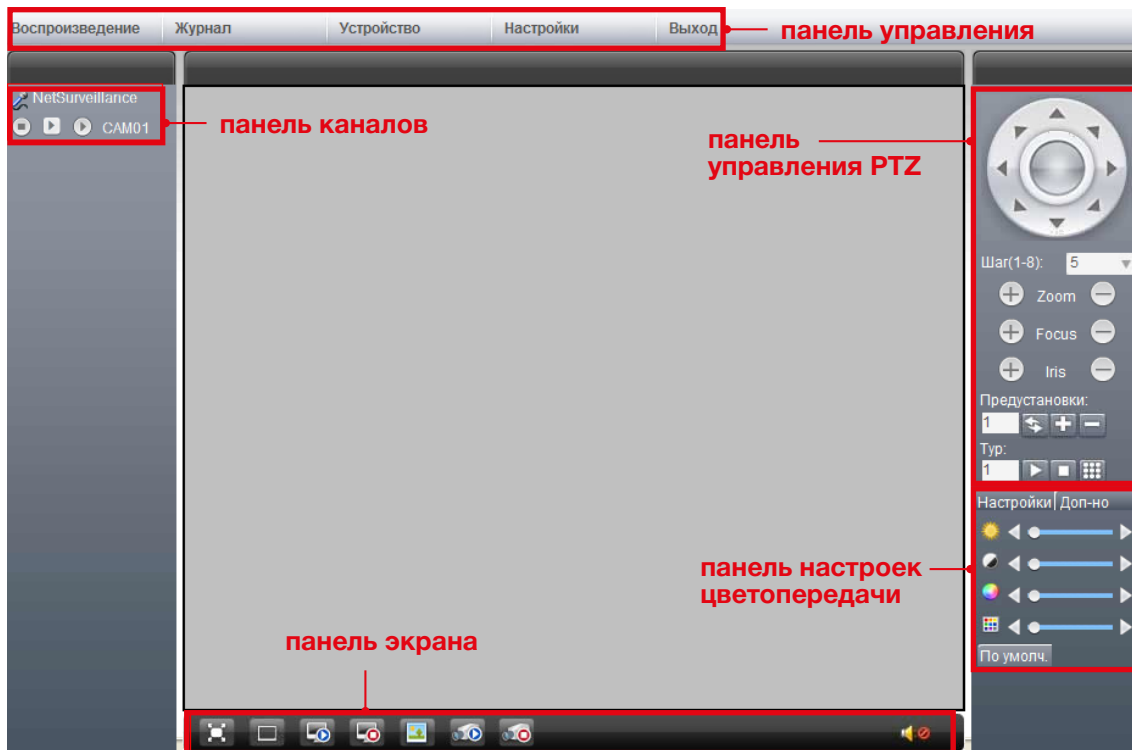 Воспроизведение Журнал Устройство Настройки Выход
панель управления
NetSurveillance
CAM01
панель каналов
панель
управления PTZ
Шаг(1-8): 5
Zoom
Focus
Iris
Предустановки:
1
Тур:
1
Настройки Доп-но
панель настроек
цветопередачи
По умолч.
панель экрана